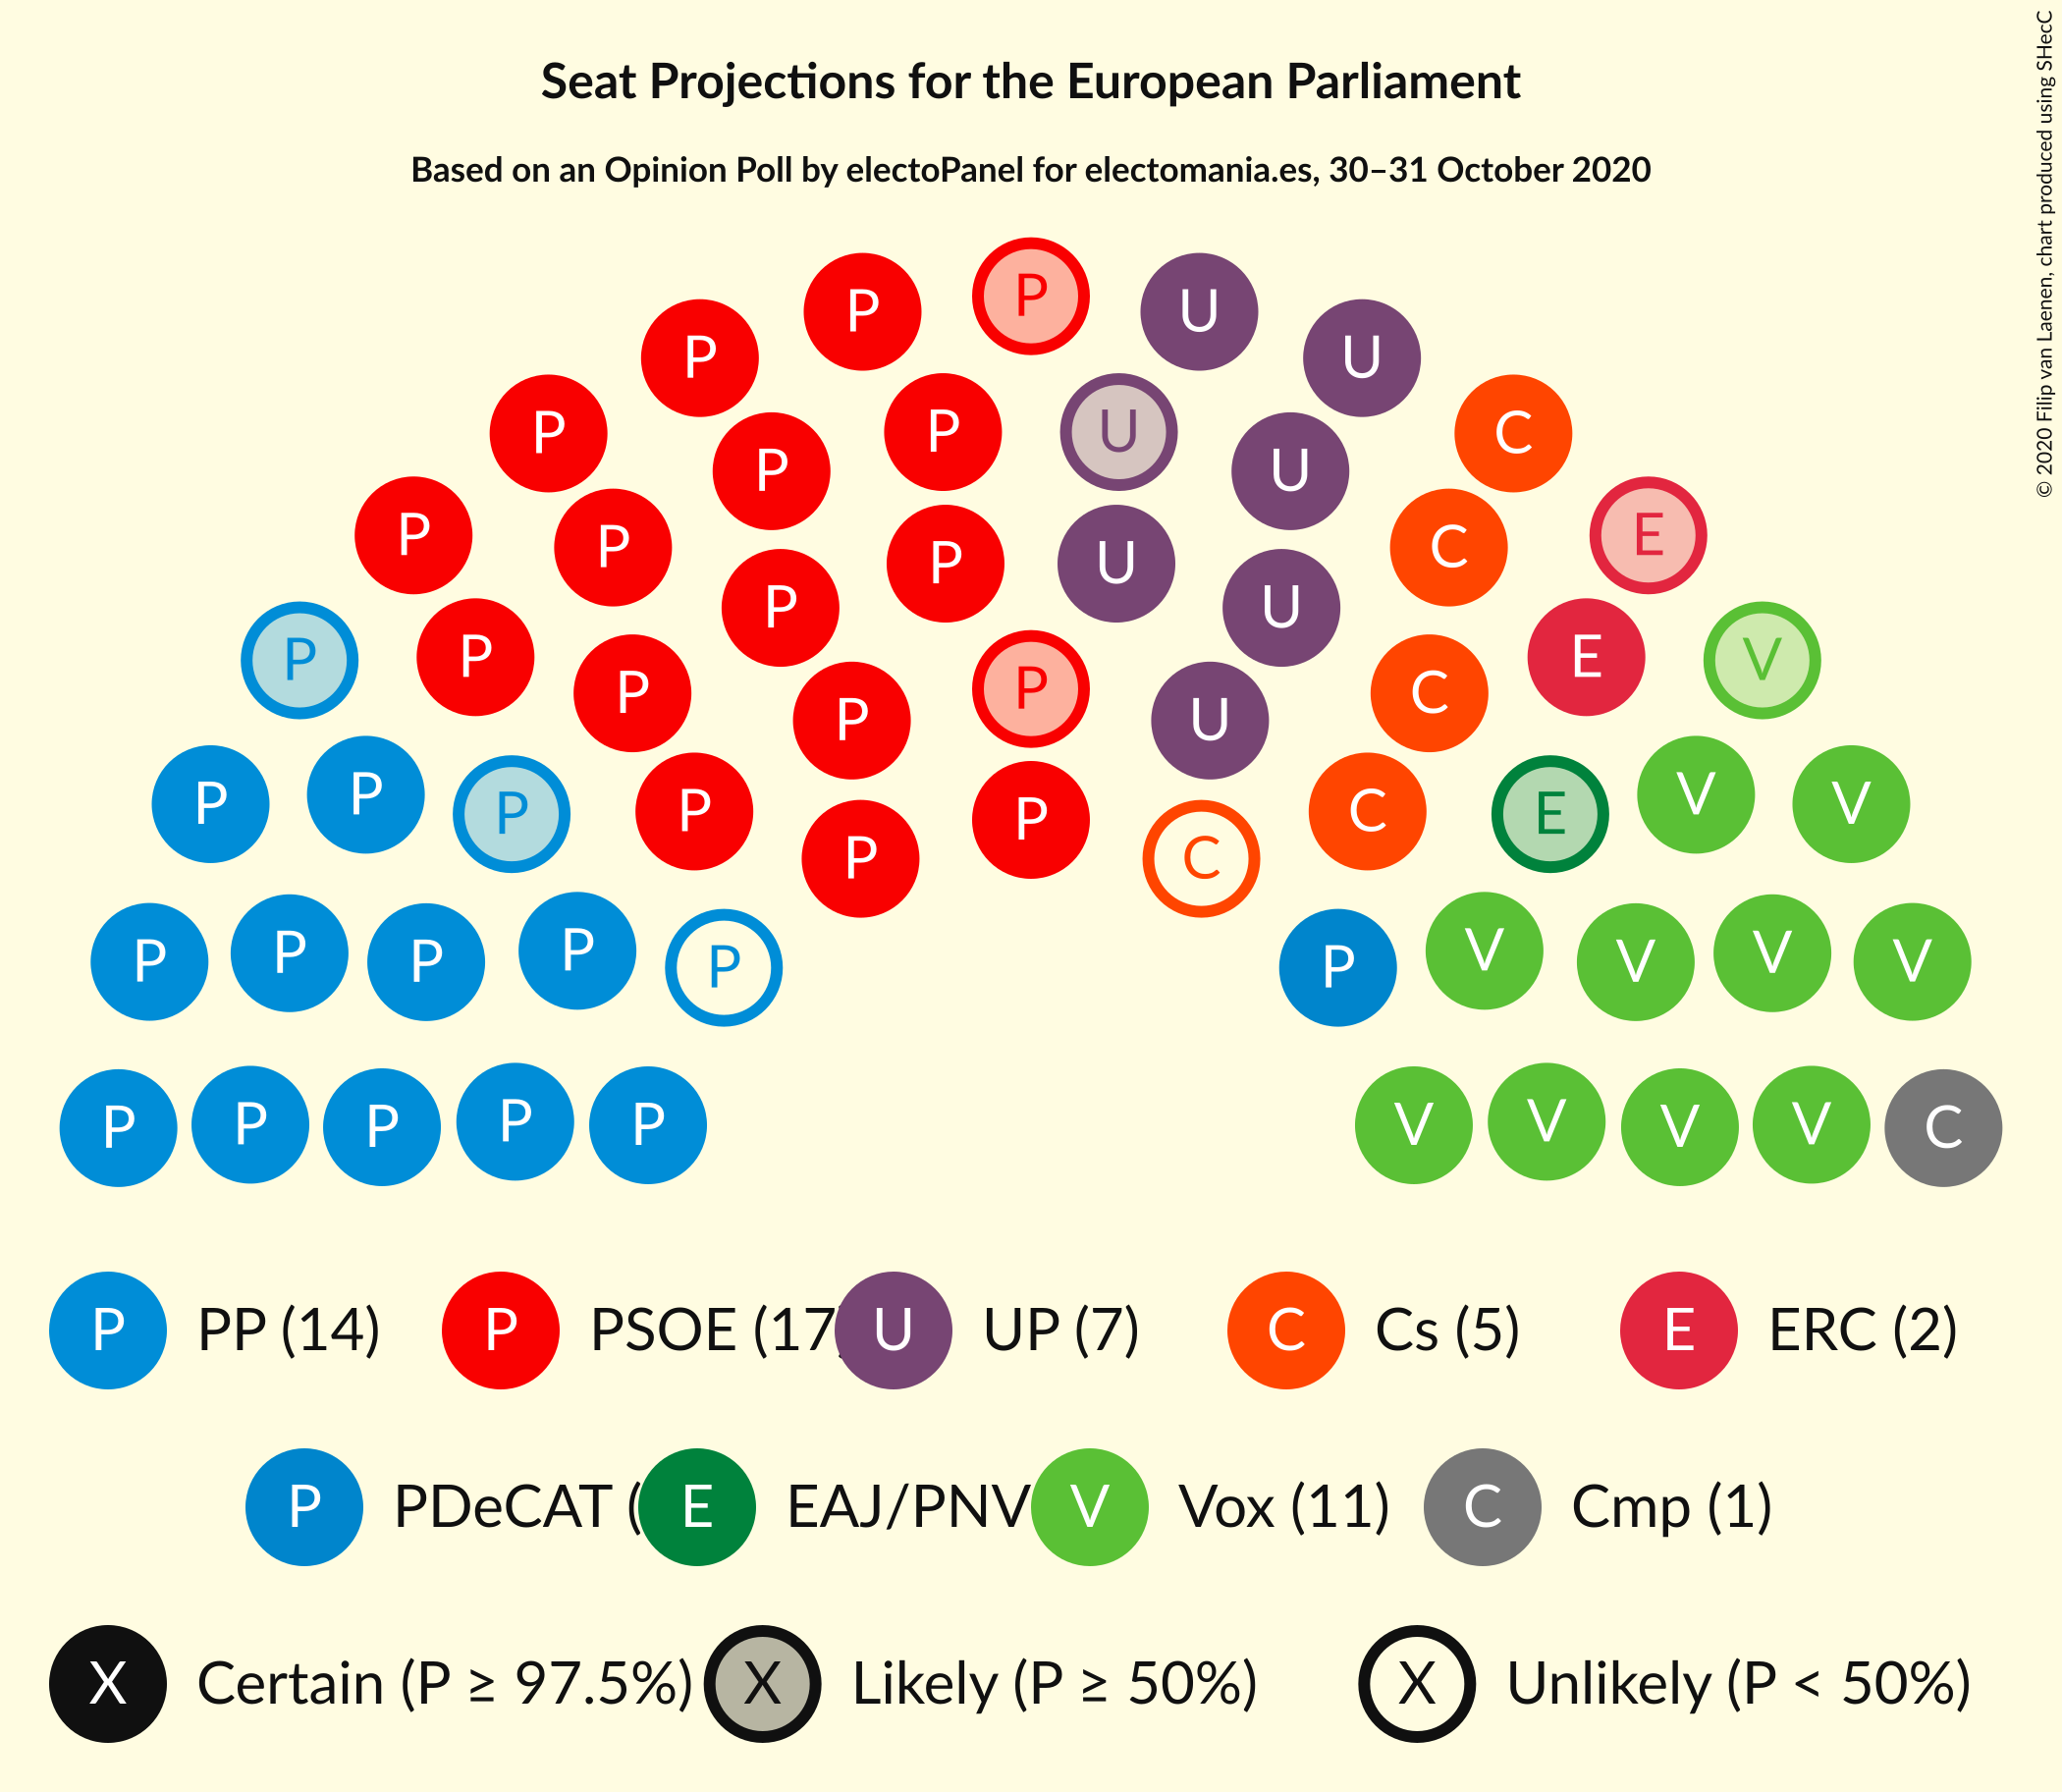 © 2020 Filip van Laenen, chart produced using SHecC
Seat Projections for the European Parliament
Based on an Opinion Poll by electoPanel for electomania.es, 30–31 October 2020
P P U
P U
P P U C
P U
P P C E
P U
P U
P P E V
P P C
P U
P P P P P C E V V
P C
P P P P P P V V V V
P P P P P V V V V C
P PP (14) P PSOE (17) U UP (7) C Cs (5) E ERC (2)
P PDeCAT ( E EAJ/PNV V Vox (11) C Cmp (1)
X Certain (P ≥ 97.5%) X Likely (P ≥ 50%) X Unlikely (P < 50%)